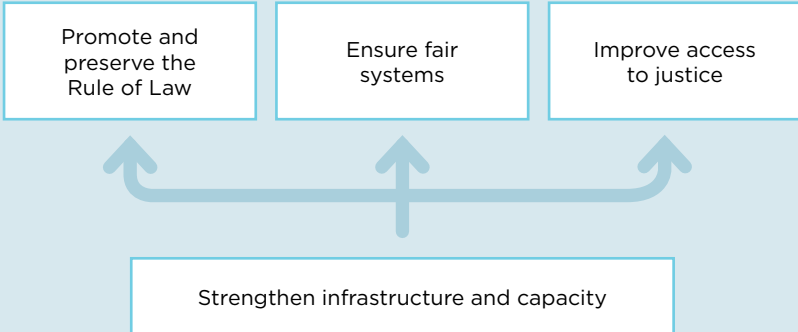 Promote and
preserve the
Rule of Law
Ensure fair
systems
Improve access
to justice
Strengthen infrastructure and capacity